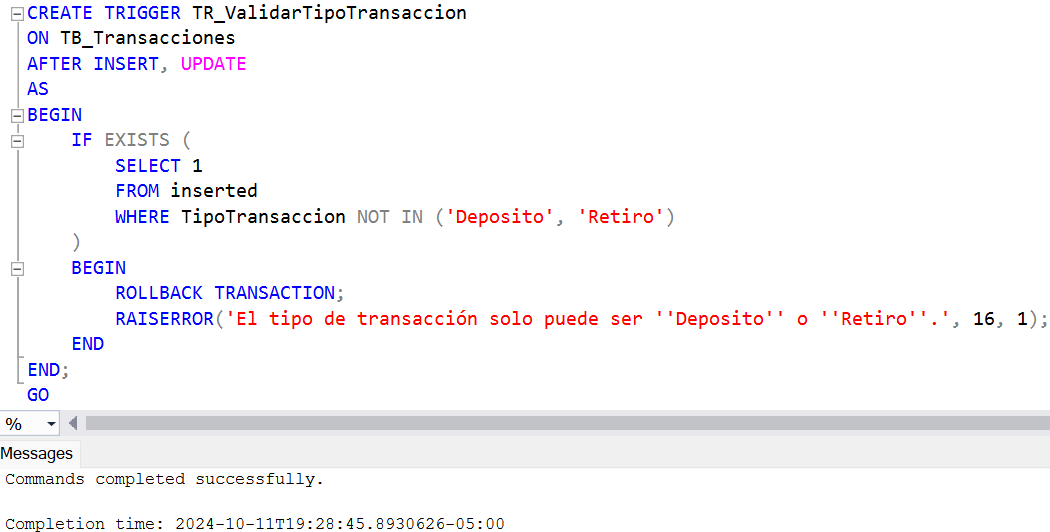 CREATE TRIGGER TR_ValidarTipoTransaccion
ON TB_Transacciones
AFTER INSERT, UPDATE
AS
BEGIN
    IF EXISTS (
        SELECT 1
        FROM inserted
        WHERE TipoTransaccion NOT IN ('Deposito', 'Retiro')
    )
    BEGIN
        ROLLBACK TRANSACTION;
        RAISERROR('El tipo de transacción solo puede ser ''Deposito'' o ''Retiro''.', 16, 1);
    END
END;
GO
%
Messages
Commands completed successfully.
Completion time: 2024-10-11T19:28:45.8930626-05:00